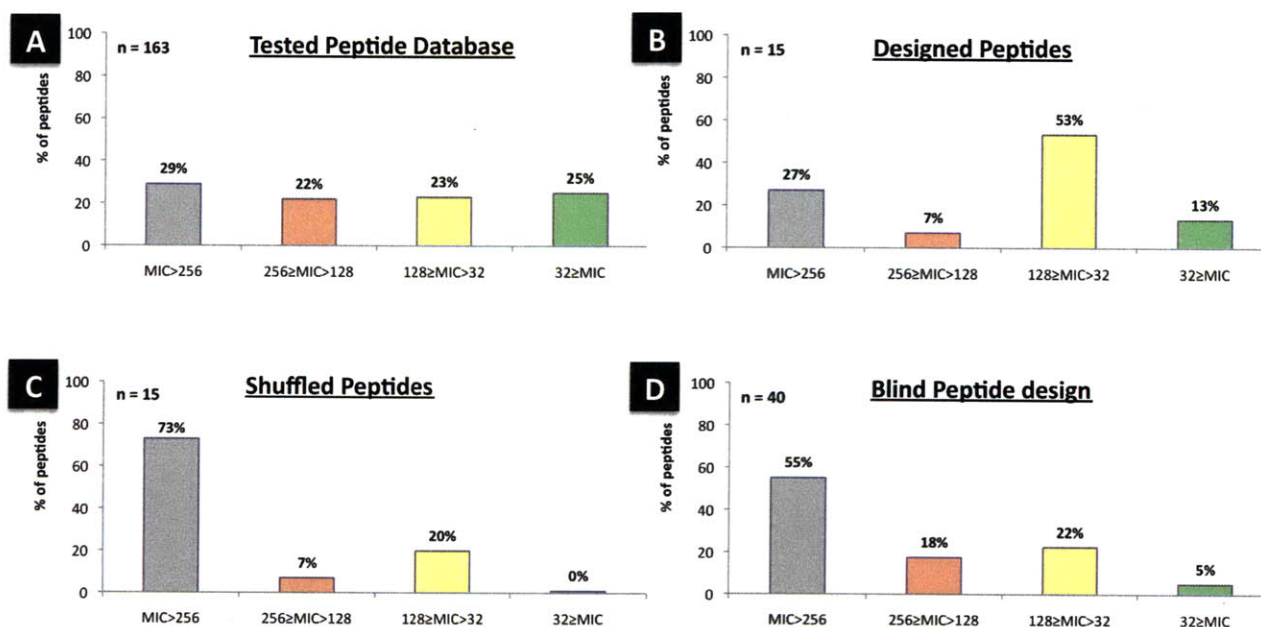 A
n = 163
Tested Peptide Database
% of peptides
100
80
60
40
20
0
29%
22%
23%
25%
MIC>256
256≥MIC>128
128≥MIC>32
32≥MIC
B
n = 15
Designed Peptides
% of peptides
100
80
60
40
20
0
27%
7%
53%
13%
MIC>256
256≥MIC>128
128≥MIC>32
32≥MIC
C
n = 15
Shuffled Peptides
% of peptides
100
80
60
40
20
0
73%
7%
20%
0%
MIC>256
256≥MIC>128
128≥MIC>32
32≥MIC
D
n = 40
Blind Peptide design
% of peptides
100
80
60
40
20
0
55%
18%
22%
5%
MIC>256
256≥MIC>128
128≥MIC>32
32≥MIC